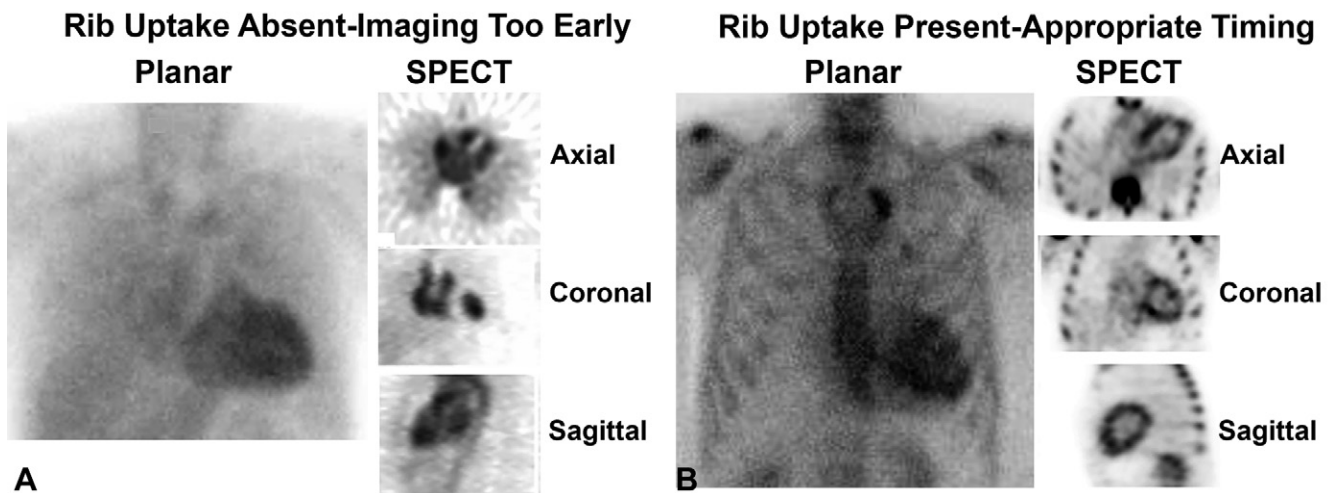 Rib Uptake Absent-Imaging Too Early
Planar
SPECT
Axial
Coronal
Sagittal
A
Rib Uptake Present-Appropriate Timing
Planar
SPECT
Axial
Coronal
Sagittal
B